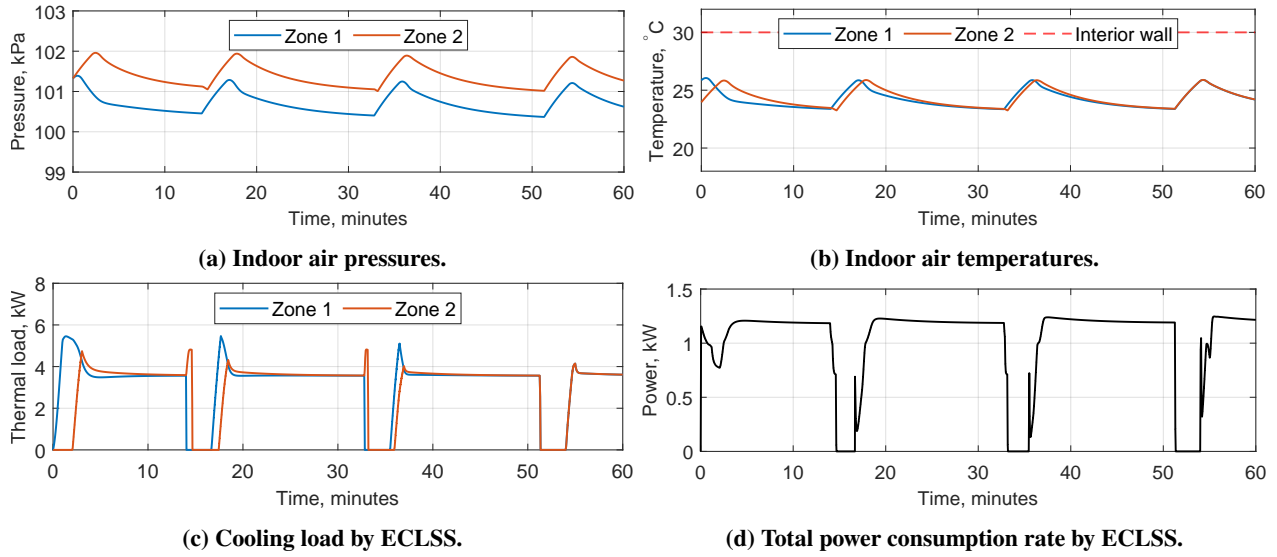 Zone 1 Zone 2
Pressure, kPa
103
102
101
100
99
0 10 20 30 40 50 60
Time, minutes
(a) Indoor air pressures.
Zone 1 Zone 2 Interior wall
Temperature, °C
30
25
20
0 10 20 30 40 50 60
Time, minutes
(b) Indoor air temperatures.
Zone 1 Zone 2
Thermal load, kW
8
6
4
2
0
0 10 20 30 40 50 60
Time, minutes
(c) Cooling load by ECLSS.
Power, kW
1.5
1
0.5
0
0 10 20 30 40 50 60
Time, minutes
(d) Total power consumption rate by ECLSS.